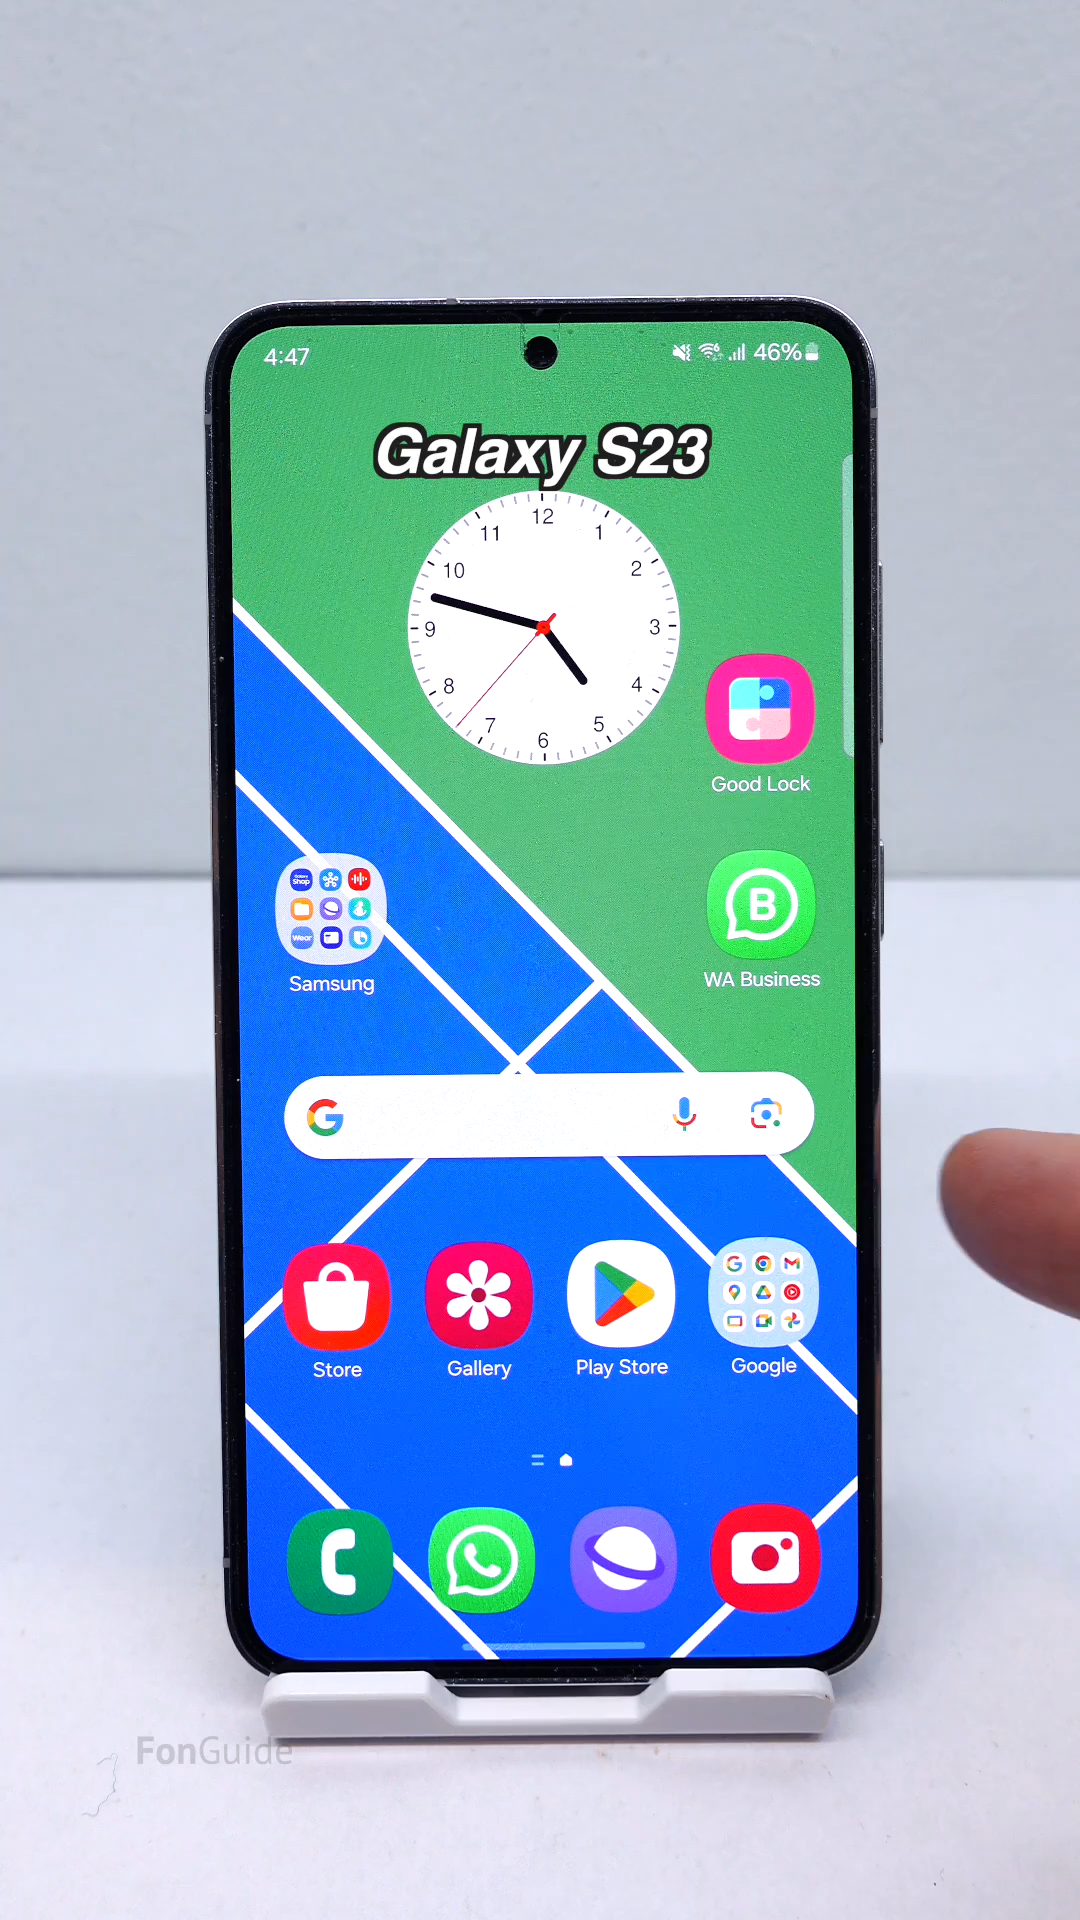 4:47
46%
Galaxy S23
12
11 1
10 2
9 3
8 4
7 5
6
Good Lock
Samsung
WA Business
Store
Gallery
Play Store
Google
FonGuide